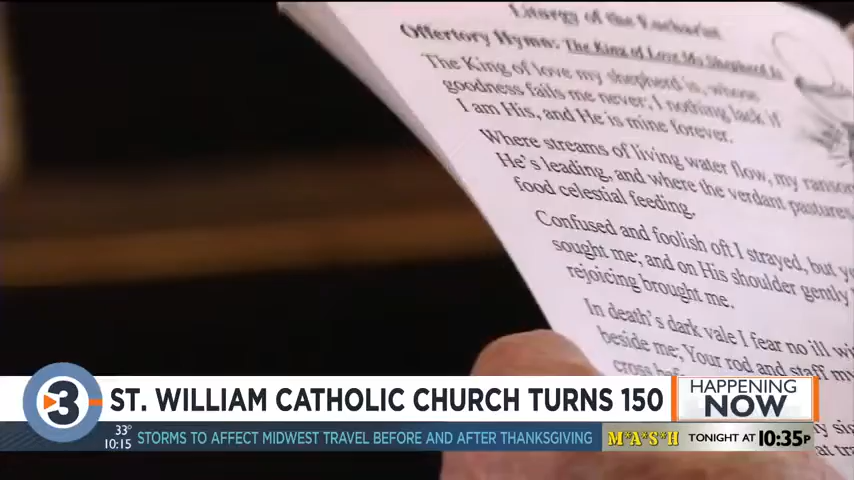 Liturgy of the Eucharist
Offertory Hymn: The King of Love My Shepherd Is
The King of love my shepherd is, whose
goodness fails me never; I nothing lack if
I am His, and He is mine forever.
Where streams of living water flow, my ransom
He's leading, and where the verdant pastures
food celestial feeding.
Confused and foolish oft I strayed, but ye
sought me; and on His shoulder gently
rejoicing brought me.
In death's dark vale I fear no ill wi
beside me; Your rod and staff my
cross bef
3 ST. WILLIAM CATHOLIC CHURCH TURNS 150
HAPPENING
NOW
33°
10:15
STORMS TO AFFECT MIDWEST TRAVEL BEFORE AND AFTER THANKSGIVING
M*A*S*H TONIGHT AT 10:35P